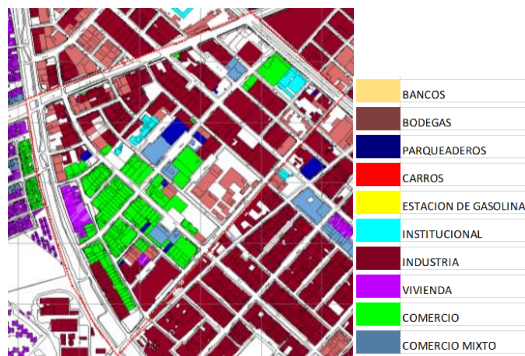 BANCOS
BODEGAS
PARQUEADEROS
CARROS
ESTACION DE GASOLINA
INSTITUCIONAL
INDUSTRIA
VIVIENDA
COMERCIO
COMERCIO MIXTO